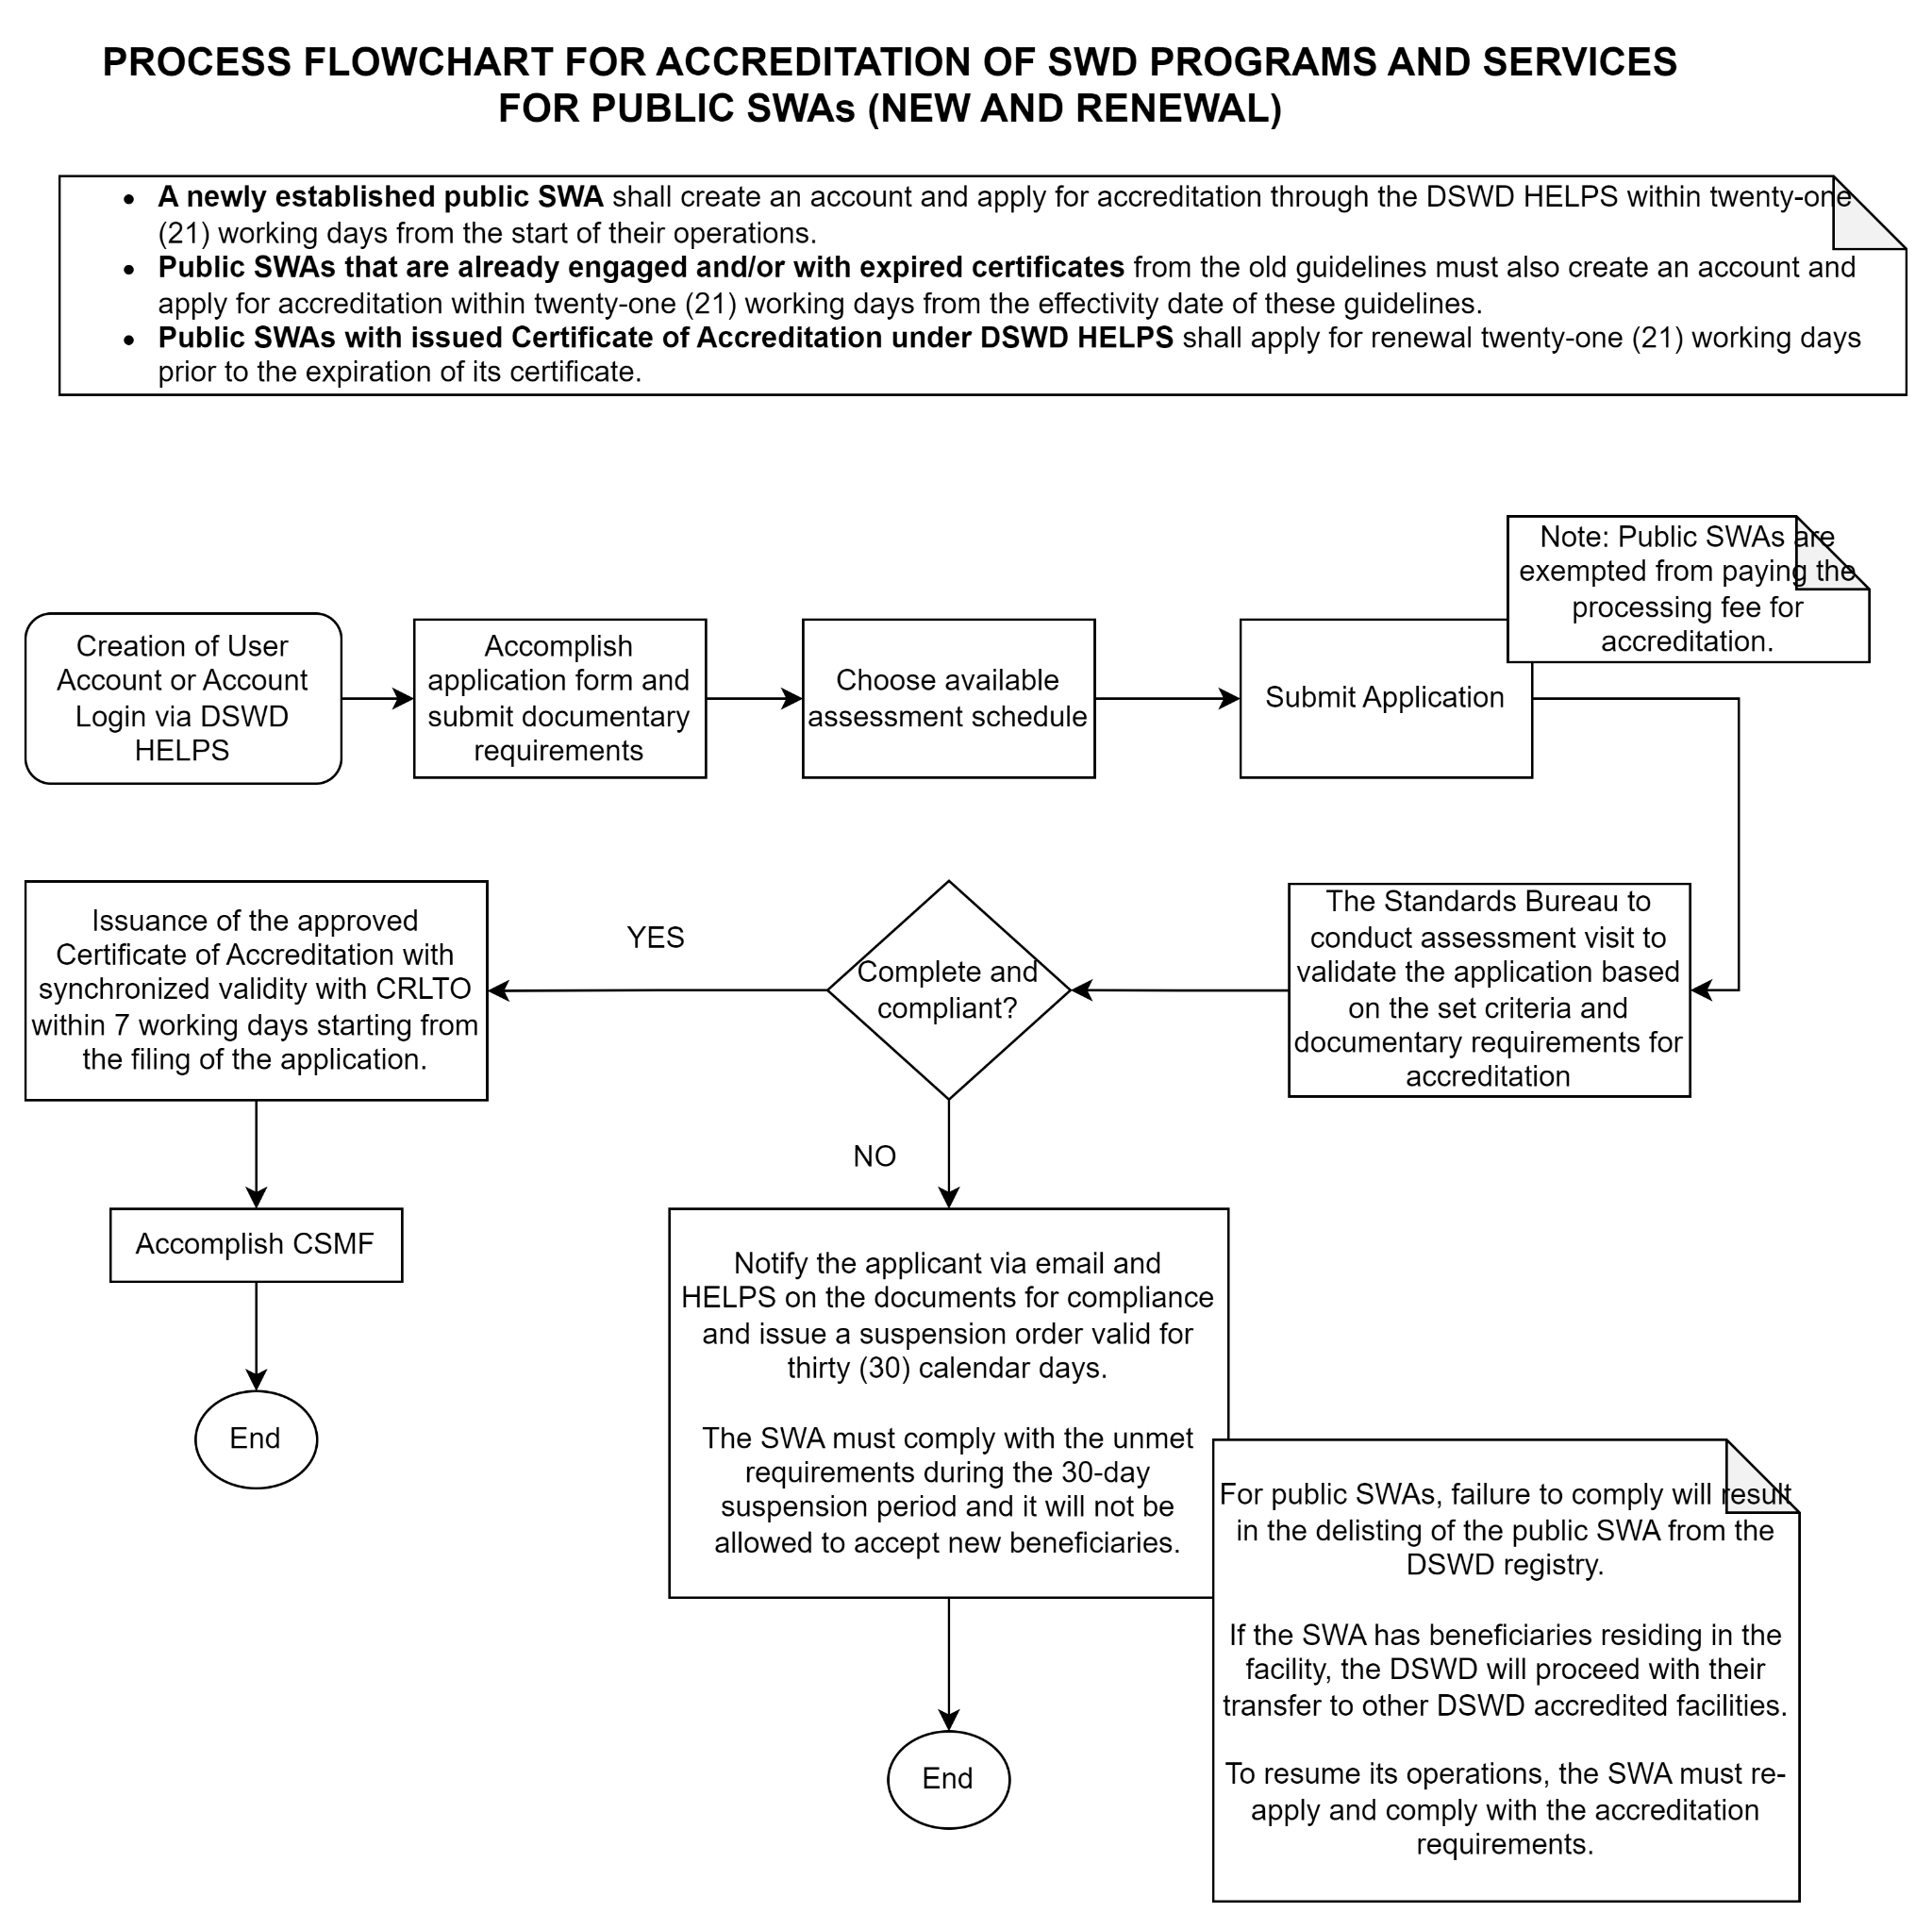 PROCESS FLOWCHART FOR ACCREDITATION OF SWD PROGRAMS AND SERVICES
FOR PUBLIC SWAs (NEW AND RENEWAL)
• A newly established public SWA shall create an account and apply for accreditation through the DSWD HELPS within twenty-one
(21) working days from the start of their operations.
• Public SWAs that are already engaged and/or with expired certificates from the old guidelines must also create an account and
apply for accreditation within twenty-one (21) working days from the effectivity date of these guidelines.
• Public SWAs with issued Certificate of Accreditation under DSWD HELPS shall apply for renewal twenty-one (21) working days
prior to the expiration of its certificate.
Note: Public SWAs are
exempted from paying the
processing fee for
accreditation.
Creation of User
Account or Account
Login via DSWD
HELPS
Accomplish
application form and
submit documentary
requirements
Choose available
assessment schedule
Submit Application
The Standards Bureau to
conduct assessment visit to
validate the application based
on the set criteria and
documentary requirements for
accreditation
Complete and
compliant?
YES
Issuance of the approved
Certificate of Accreditation with
synchronized validity with CRLTO
within 7 working days starting from
the filing of the application.
Accomplish CSMF
End
NO
Notify the applicant via email and
HELPS on the documents for compliance
and issue a suspension order valid for
thirty (30) calendar days.
The SWA must comply with the unmet
requirements during the 30-day
suspension period and it will not be
allowed to accept new beneficiaries.
For public SWAs, failure to comply will result
in the delisting of the public SWA from the
DSWD registry.
If the SWA has beneficiaries residing in the
facility, the DSWD will proceed with their
transfer to other DSWD accredited facilities.
To resume its operations, the SWA must re-
apply and comply with the accreditation
requirements.
End